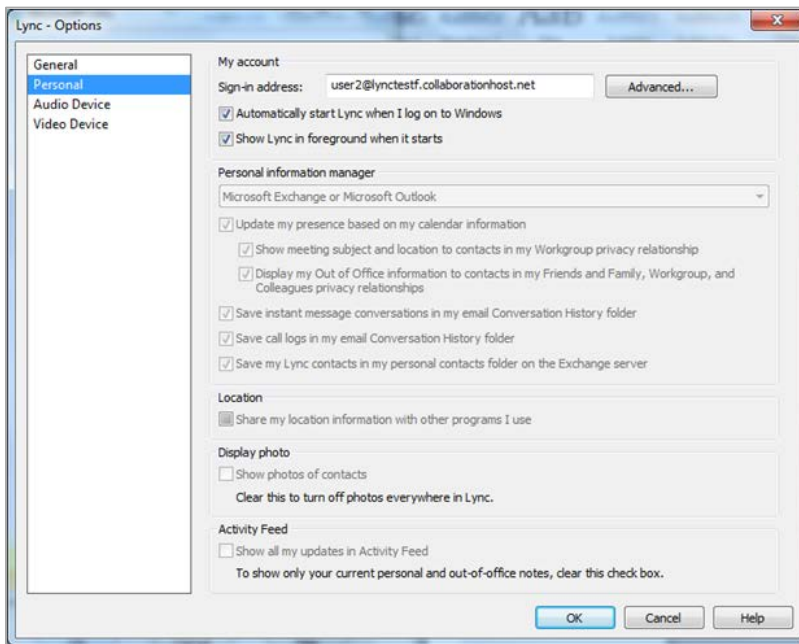 Lync - Options
General
Personal
Audio Device
Video Device
My account
Sign-in address: user2@lynctestf.collaborationhost.net Advanced...
Automatically start Lync when I log on to Windows
Show Lync in foreground when it starts
Personal information manager
Microsoft Exchange or Microsoft Outlook
Update my presence based on my calendar information
Show meeting subject and location to contacts in my Workgroup privacy relationship
Display my Out of Office information to contacts in my Friends and Family, Workgroup, and
Colleagues privacy relationships
Save instant message conversations in my email Conversation History folder
Save call logs in my email Conversation History folder
Save my Lync contacts in my personal contacts folder on the Exchange server
Location
Share my location information with other programs I use
Display photo
Show photos of contacts
Clear this to turn off photos everywhere in Lync.
Activity Feed
Show all my updates in Activity Feed
To show only your current personal and out-of-office notes, clear this check box.
OK Cancel Help